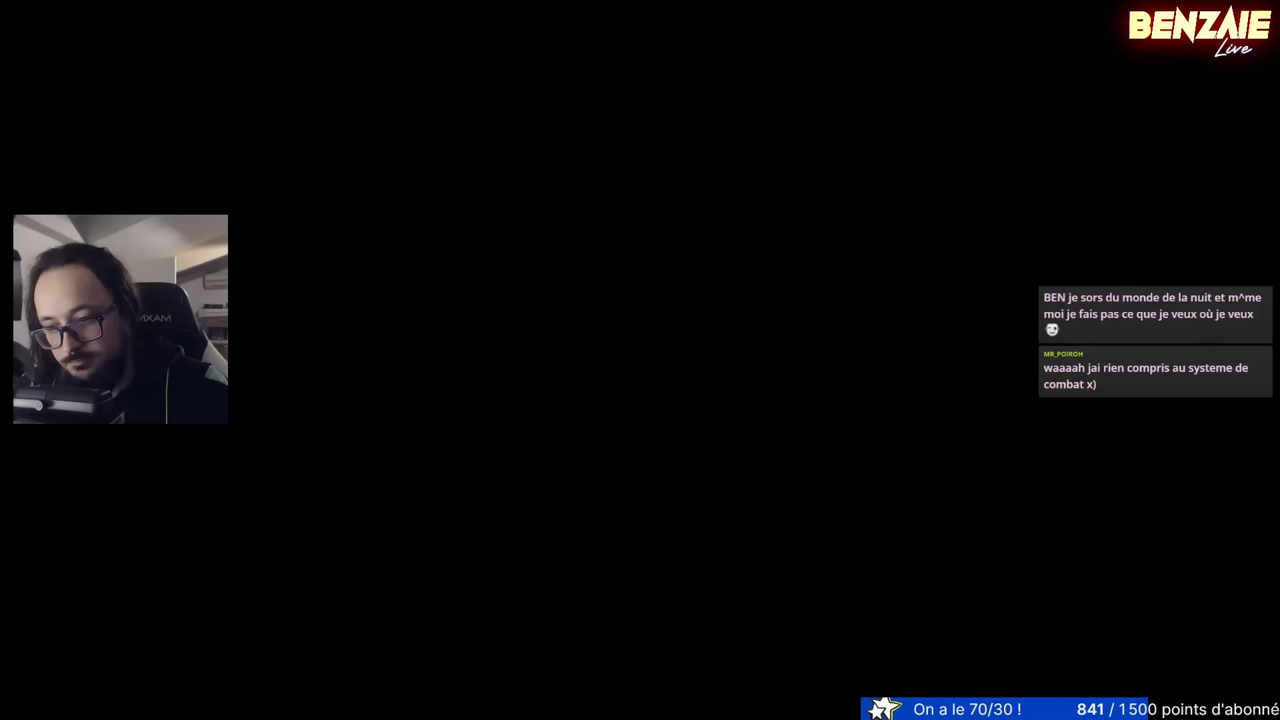 BENZAIE
Live
BEN je sors du monde de la nuit et m^me
moi je fais pas ce que je veux où je veux
MR_POIROH
waaaah jai rien compris au systeme de
combat x)
On a le 70/30 ! 841 / 1 500 points d'abonné